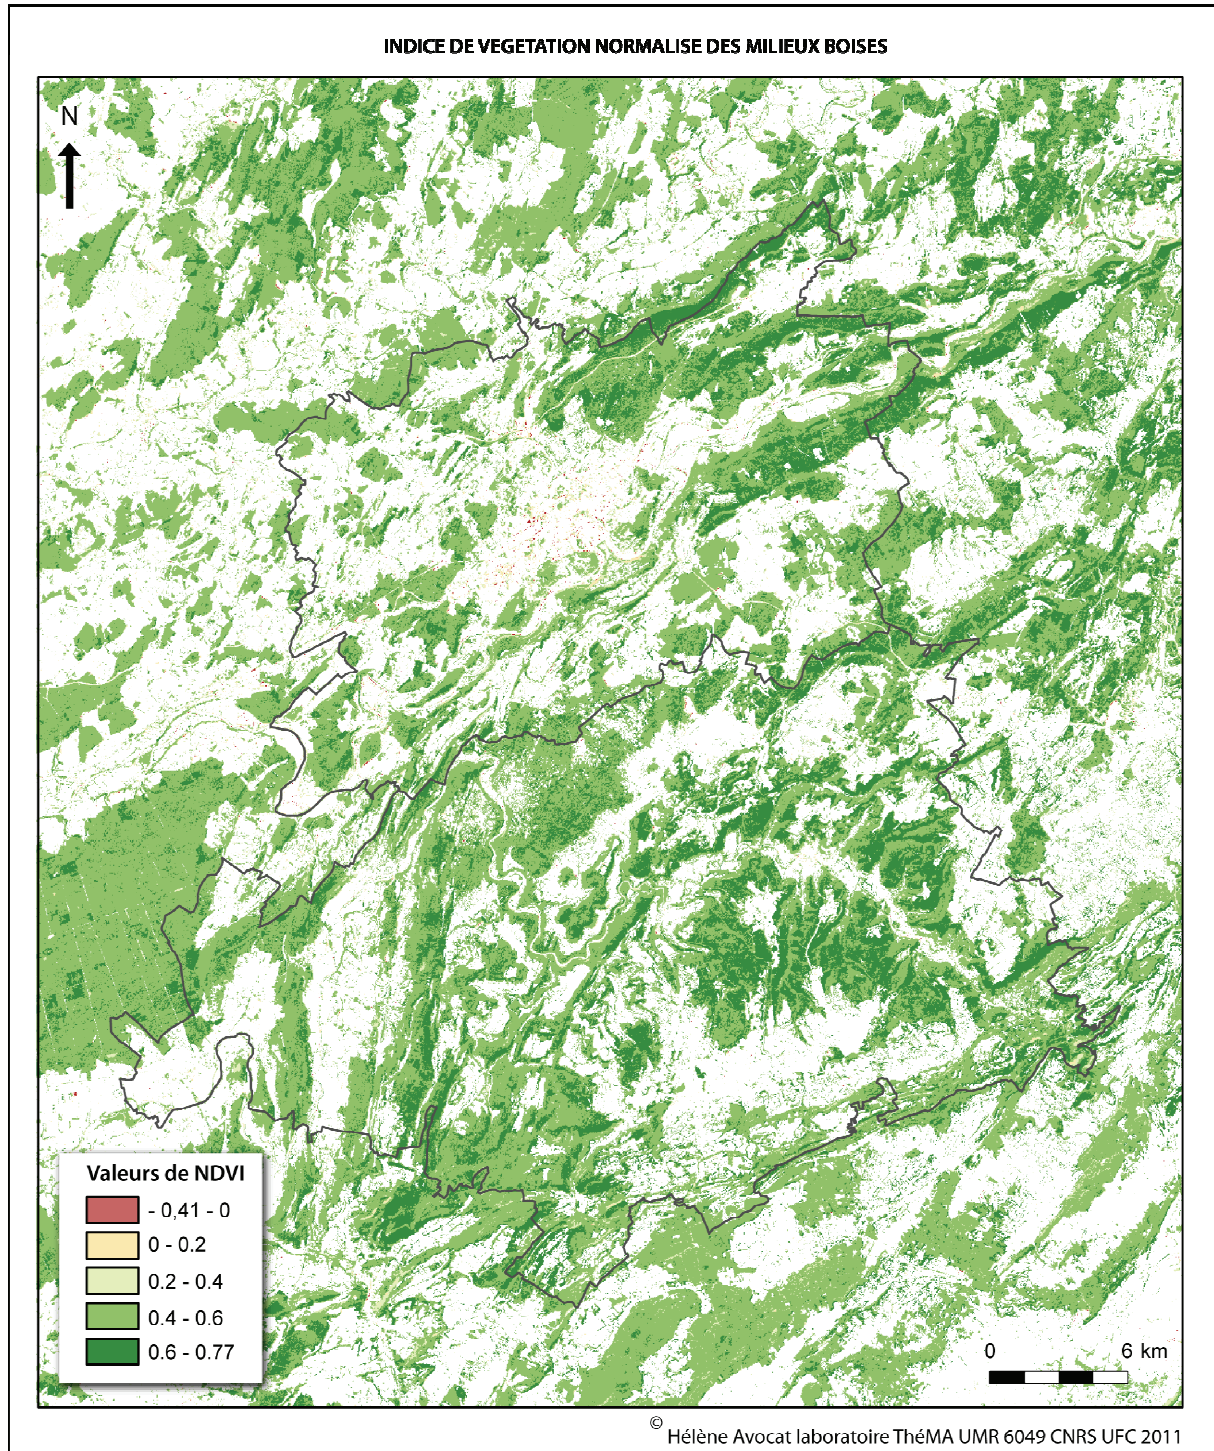 INDICE DE VEGETATION NORMALISE DES MILIEUX BOISES
N
Valeurs de NDVI
- 0,41 - 0
0 - 0.2
0.2 - 0.4
0.4 - 0.6
0.6 - 0.77
0 6 km
© Hélène Avocat laboratoire ThéMA UMR 6049 CNRS UFC 2011